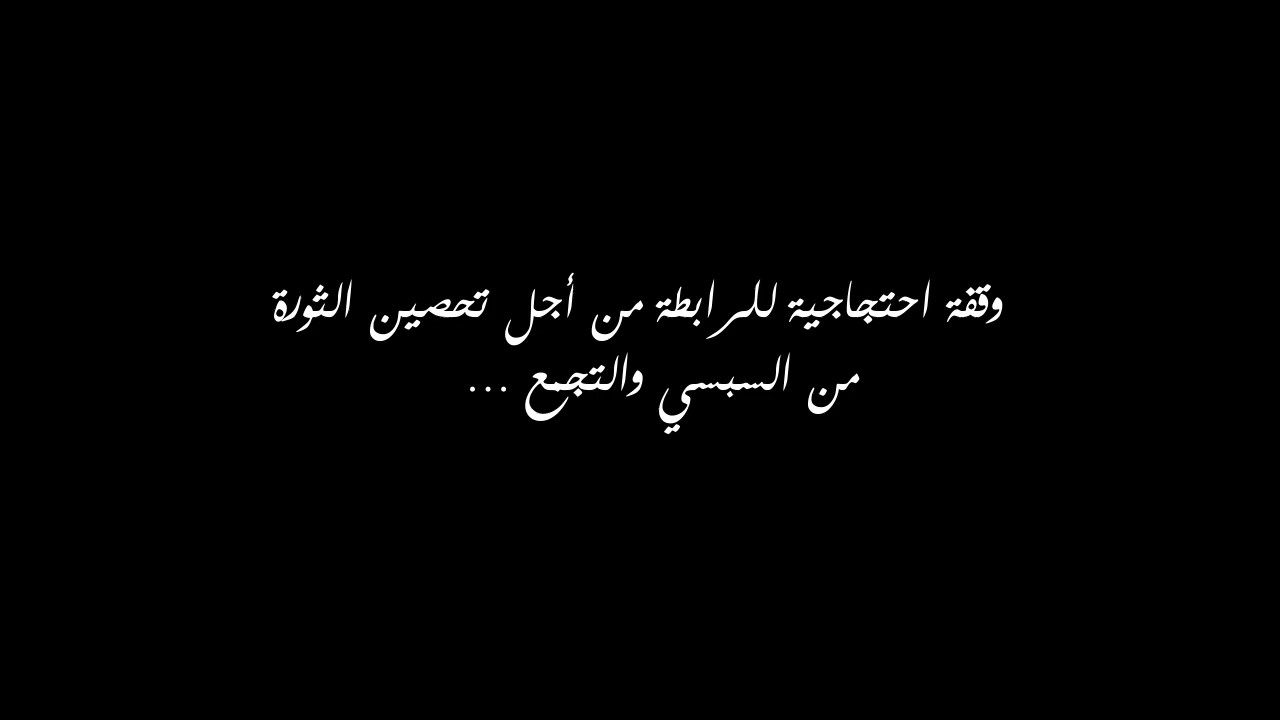 وقفة احتجاجية للرابطة من أجل تحصين الثورة
من السبسي والتجمع ...